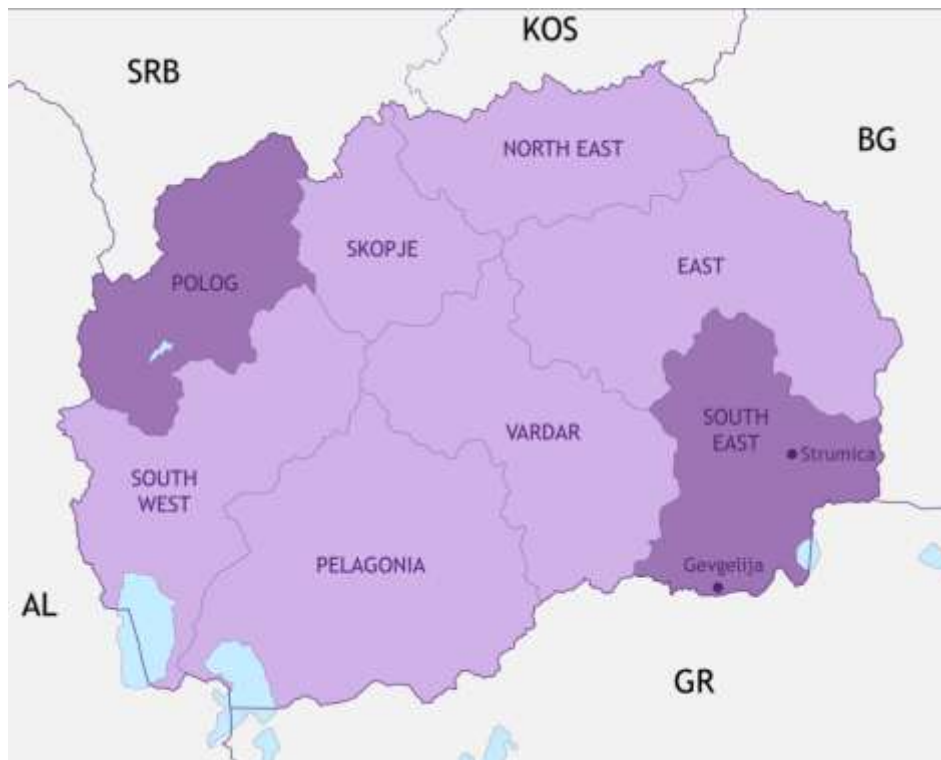 KOS
SRB
BG
NORTH EAST
SKOPJE
EAST
POLOG
SOUTH
EAST
VARDAR
Strumica
SOUTH
WEST
PELAGONIA
Gevgelija
AL
GR